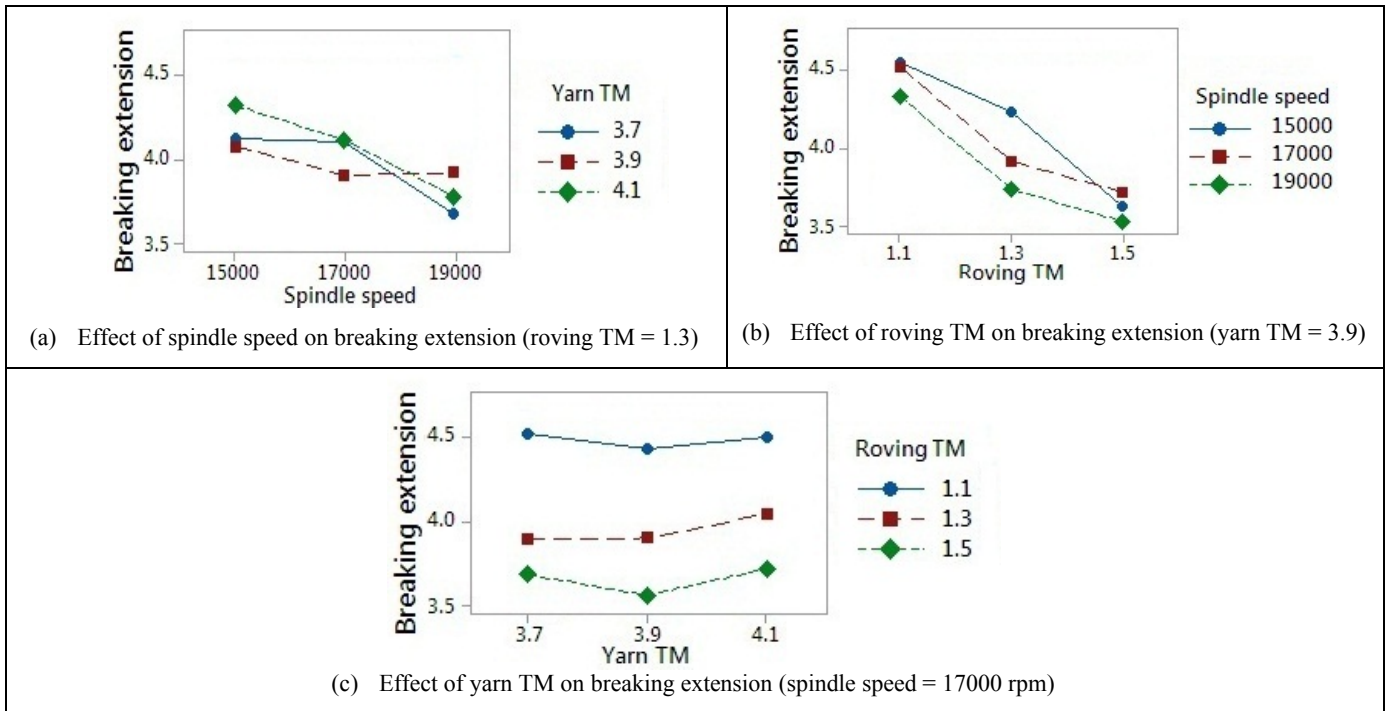 Breaking extension
4.5
4.0
3.5
15000 17000 19000
Spindle speed
Yarn TM
3.7
3.9
4.1
(a) Effect of spindle speed on breaking extension (roving TM = 1.3)
Breaking extension
4.5
4.0
3.5
1.1 1.3 1.5
Roving TM
Spindle speed
15000
17000
19000
(b) Effect of roving TM on breaking extension (yarn TM = 3.9)
Breaking extension
4.5
4.0
3.5
3.7 3.9 4.1
Yarn TM
Roving TM
1.1
1.3
1.5
(c) Effect of yarn TM on breaking extension (spindle speed = 17000 rpm)